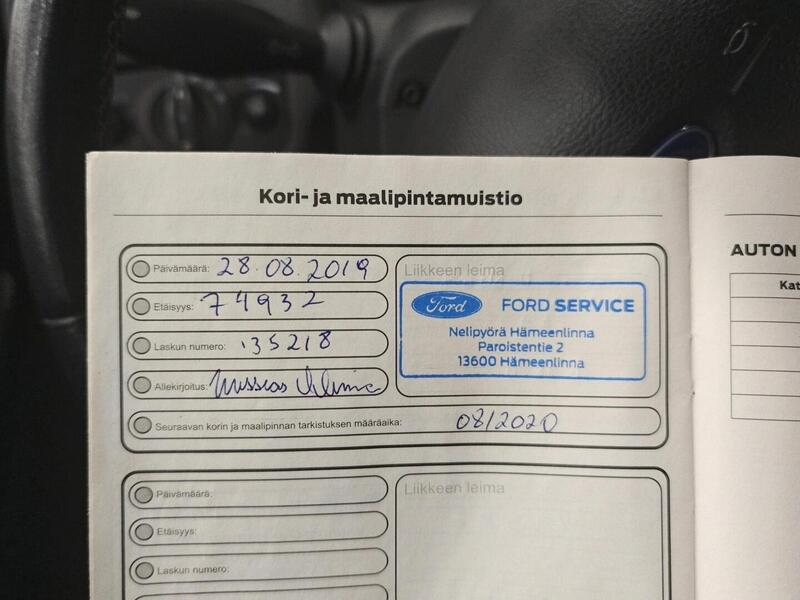 Kori- ja maalipintamuistio
Päivämäärä: 28.08.2019
Etäisyys: 74932
Laskun numero: 135218
Allekirjoitus:
Liikkeen leima
Ford FORD SERVICE
Nelipyörä Hämeenlinna
Paroistentie 2
13600 Hämeenlinna
Seuraavan korin ja maalipinnan tarkistuksen määräaika: 08/2020
Päivämäärä:
Etäisyys:
Laskun numero:
Liikkeen leima
AUTON
Kat